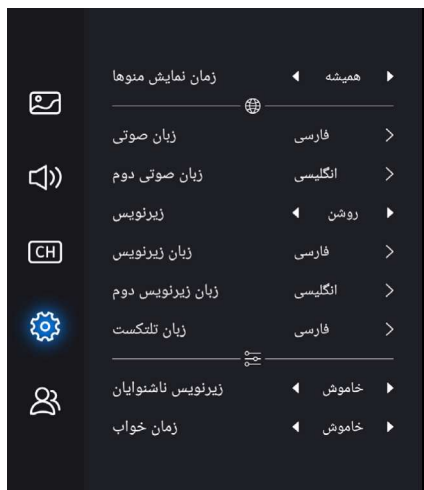 زمان نمایش منوها همیشه
زبان صوتی فارسی
زبان صوتی دوم انگلیسی
زیرنویس روشن
زبان زیرنویس فارسی
زبان زیرنویس دوم انگلیسی
زبان تلتکست فارسی
زیرنویس ناشنوایان خاموش
زمان خواب خاموش
CH